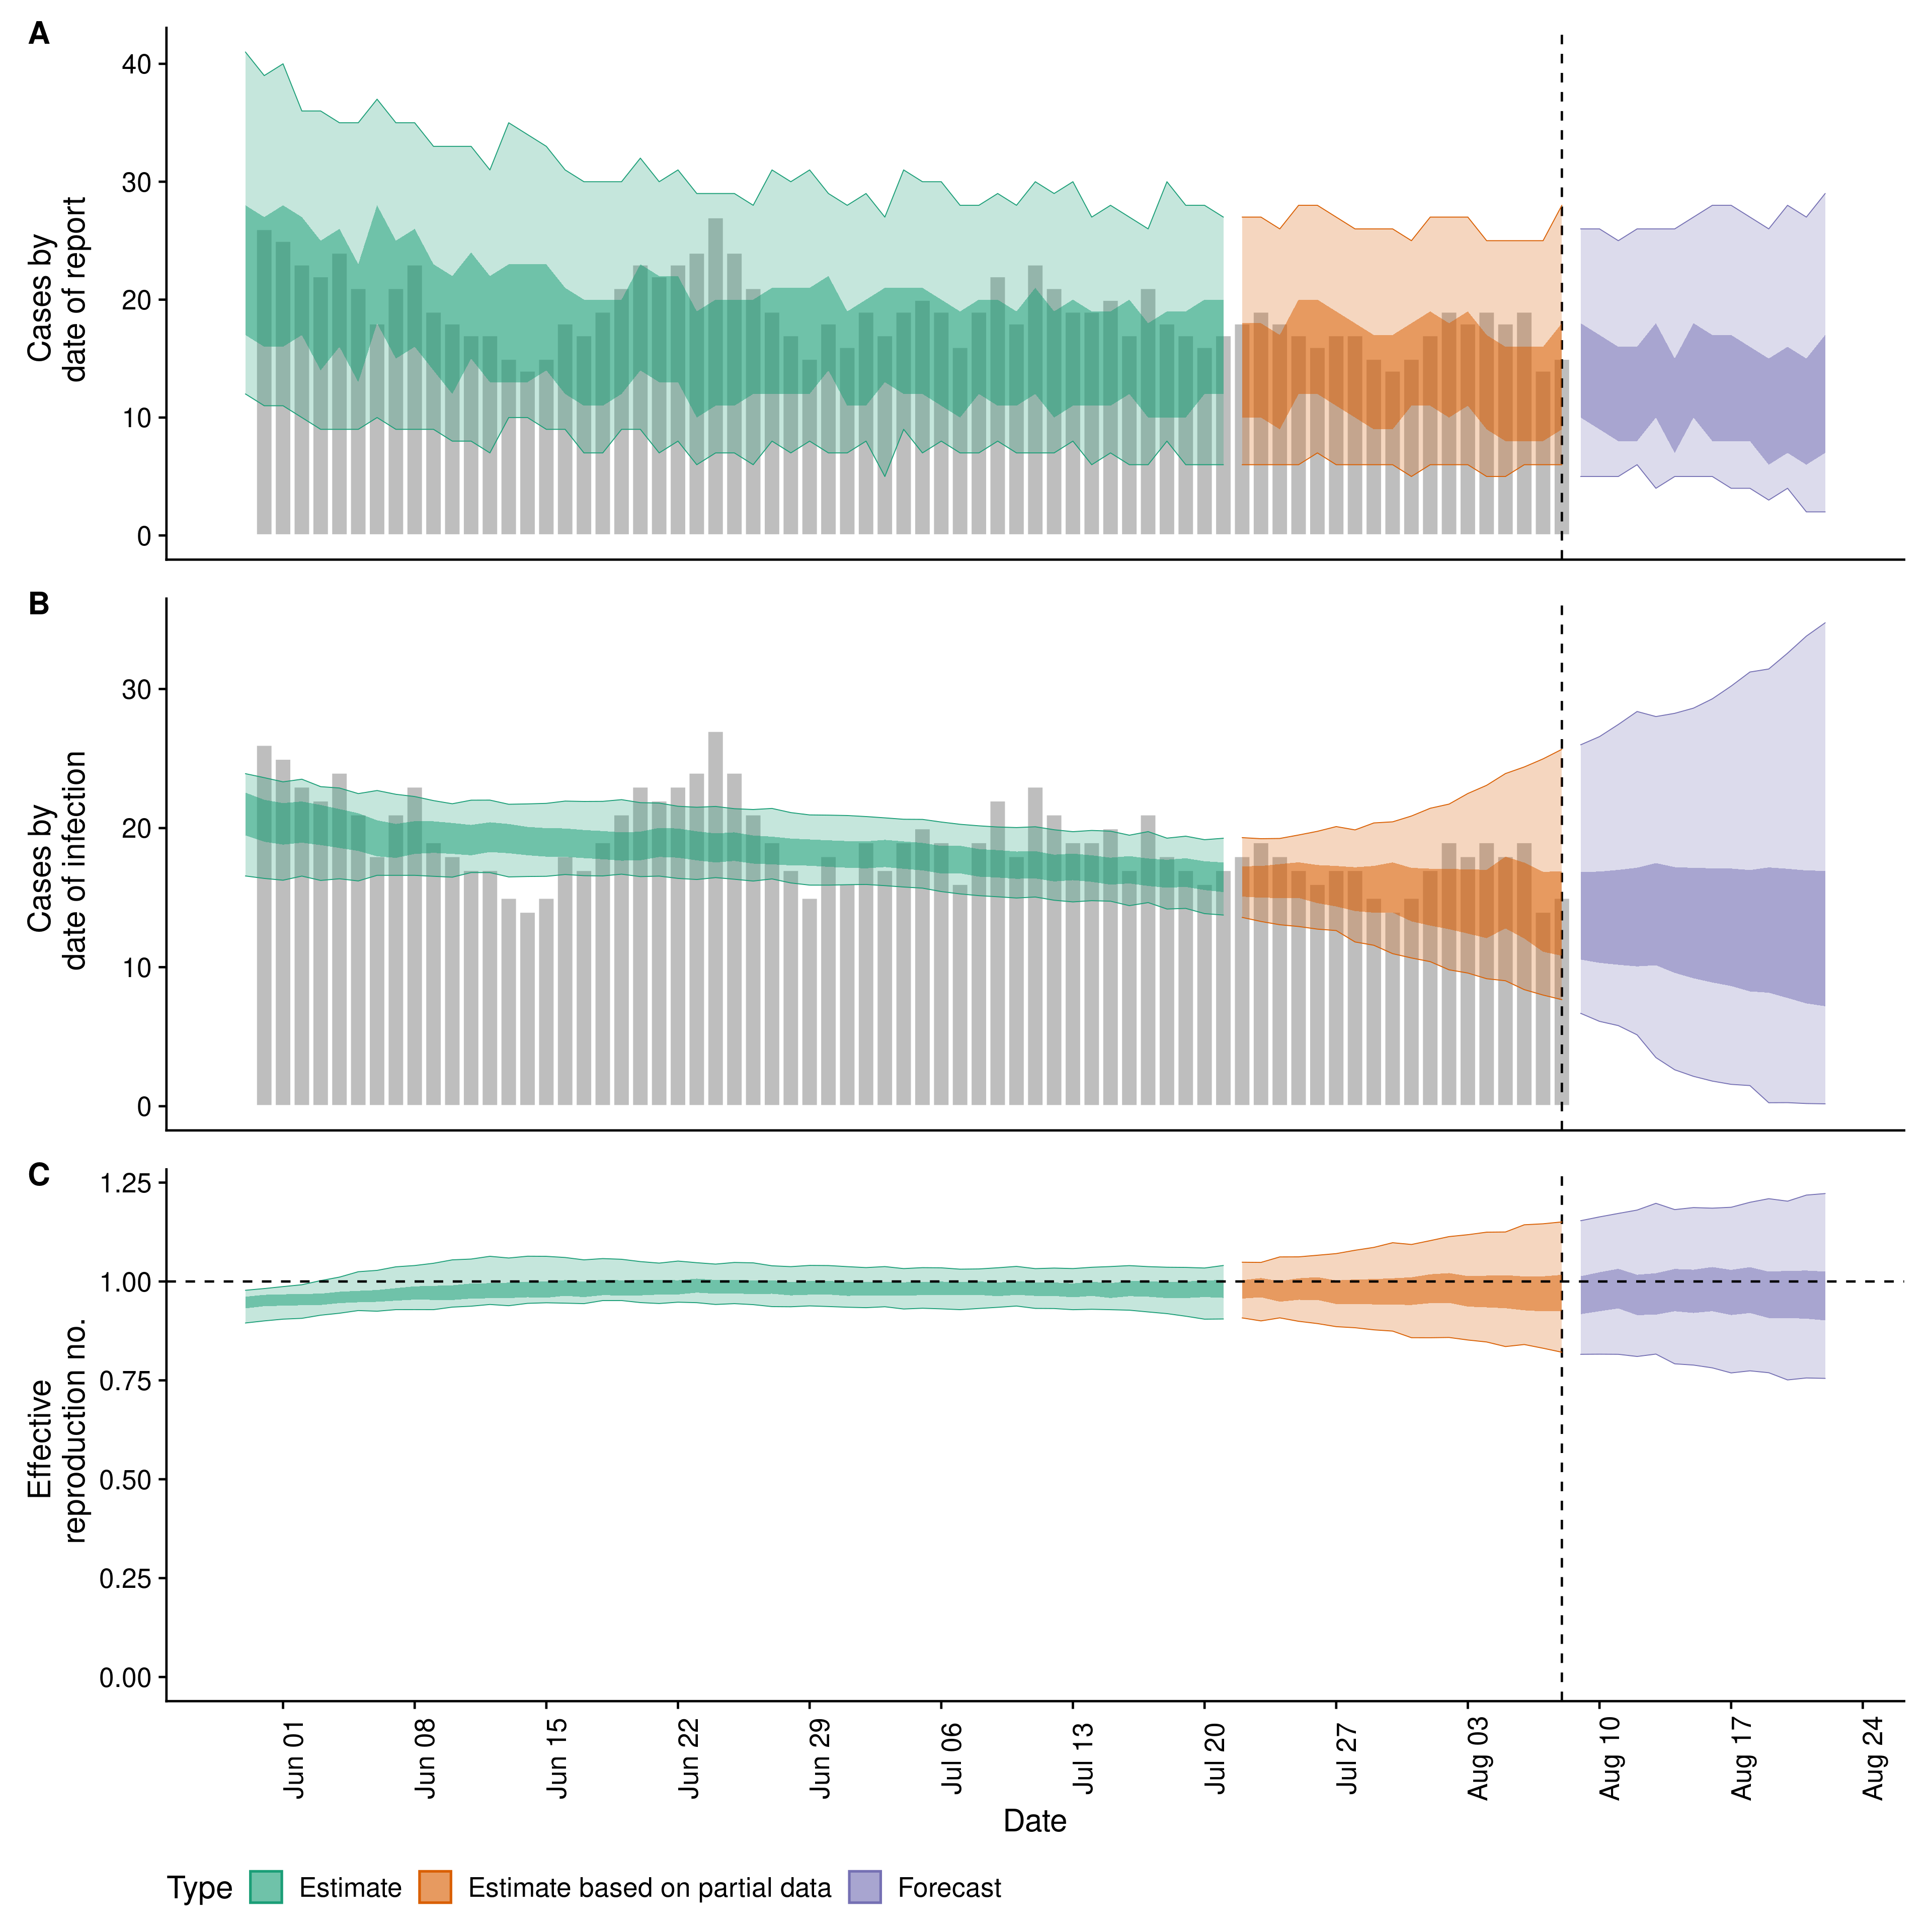 A
Cases by
date of report
40
30
20
10
0
B
Cases by
date of infection
30
20
10
0
C
Effective
reproduction no.
1.25
1.00
0.75
0.50
0.25
0.00
Jun 01
Jun 08
Jun 15
Jun 22
Jun 29
Jul 06
Jul 13
Jul 20
Jul 27
Aug 03
Aug 10
Aug 17
Aug 24
Date
Type Estimate Estimate based on partial data Forecast